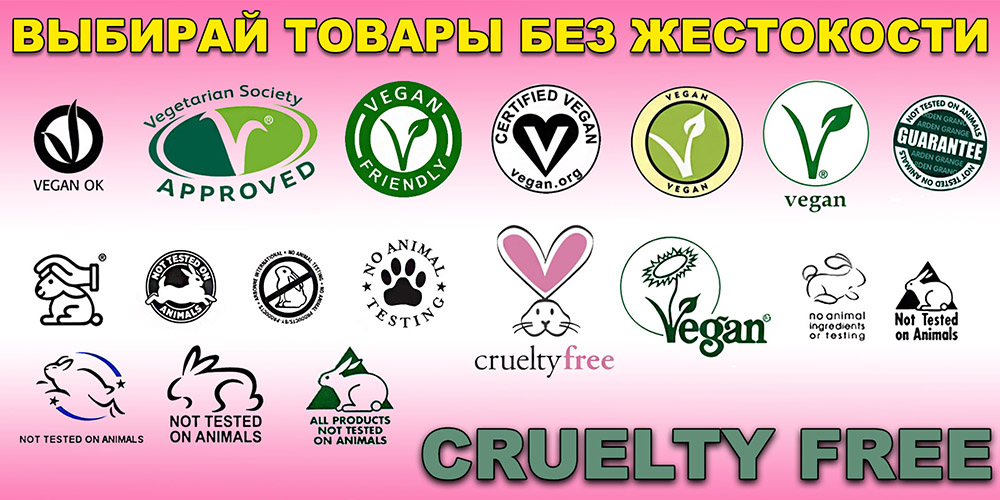 ВЫБИРАЙ ТОВАРЫ БЕЗ ЖЕСТОКОСТИ
VEGAN OK
Vegetarian Society
®
APPROVED
VEGAN
FRIENDLY
CERTIFIED VEGAN
vegan.org
VEGAN
VEGAN
®
vegan
NOT TESTED ON ANIMALS
ARDEN GRANGE
GUARANTEE
ARDEN GRANGE
ARDEN GRANGE
NOT TESTED ON ANIMALS
®
NOT TESTED ON
ANIMALS
NO ANIMAL
TESTING
crueltyfree
Vegan
no animal
ingredients
or testing
Not Tested
on Animals
NOT TESTED ON ANIMALS
NOT TESTED
ON ANIMALS
ALL PRODUCTS
NOT TESTED
ON ANIMALS
CRUELTY FREE